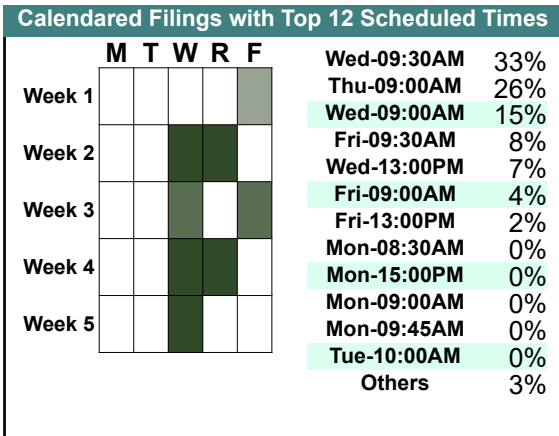 Calendared Filings with Top 12 Scheduled Times
M T W R F
Week 1
Week 2
Week 3
Week 4
Week 5
Wed-09:30AM 33%
Thu-09:00AM 26%
Wed-09:00AM 15%
Fri-09:30AM 8%
Wed-13:00PM 7%
Fri-09:00AM 4%
Fri-13:00PM 2%
Mon-08:30AM 0%
Mon-15:00PM 0%
Mon-09:00AM 0%
Mon-09:45AM 0%
Tue-10:00AM 0%
Others 3%